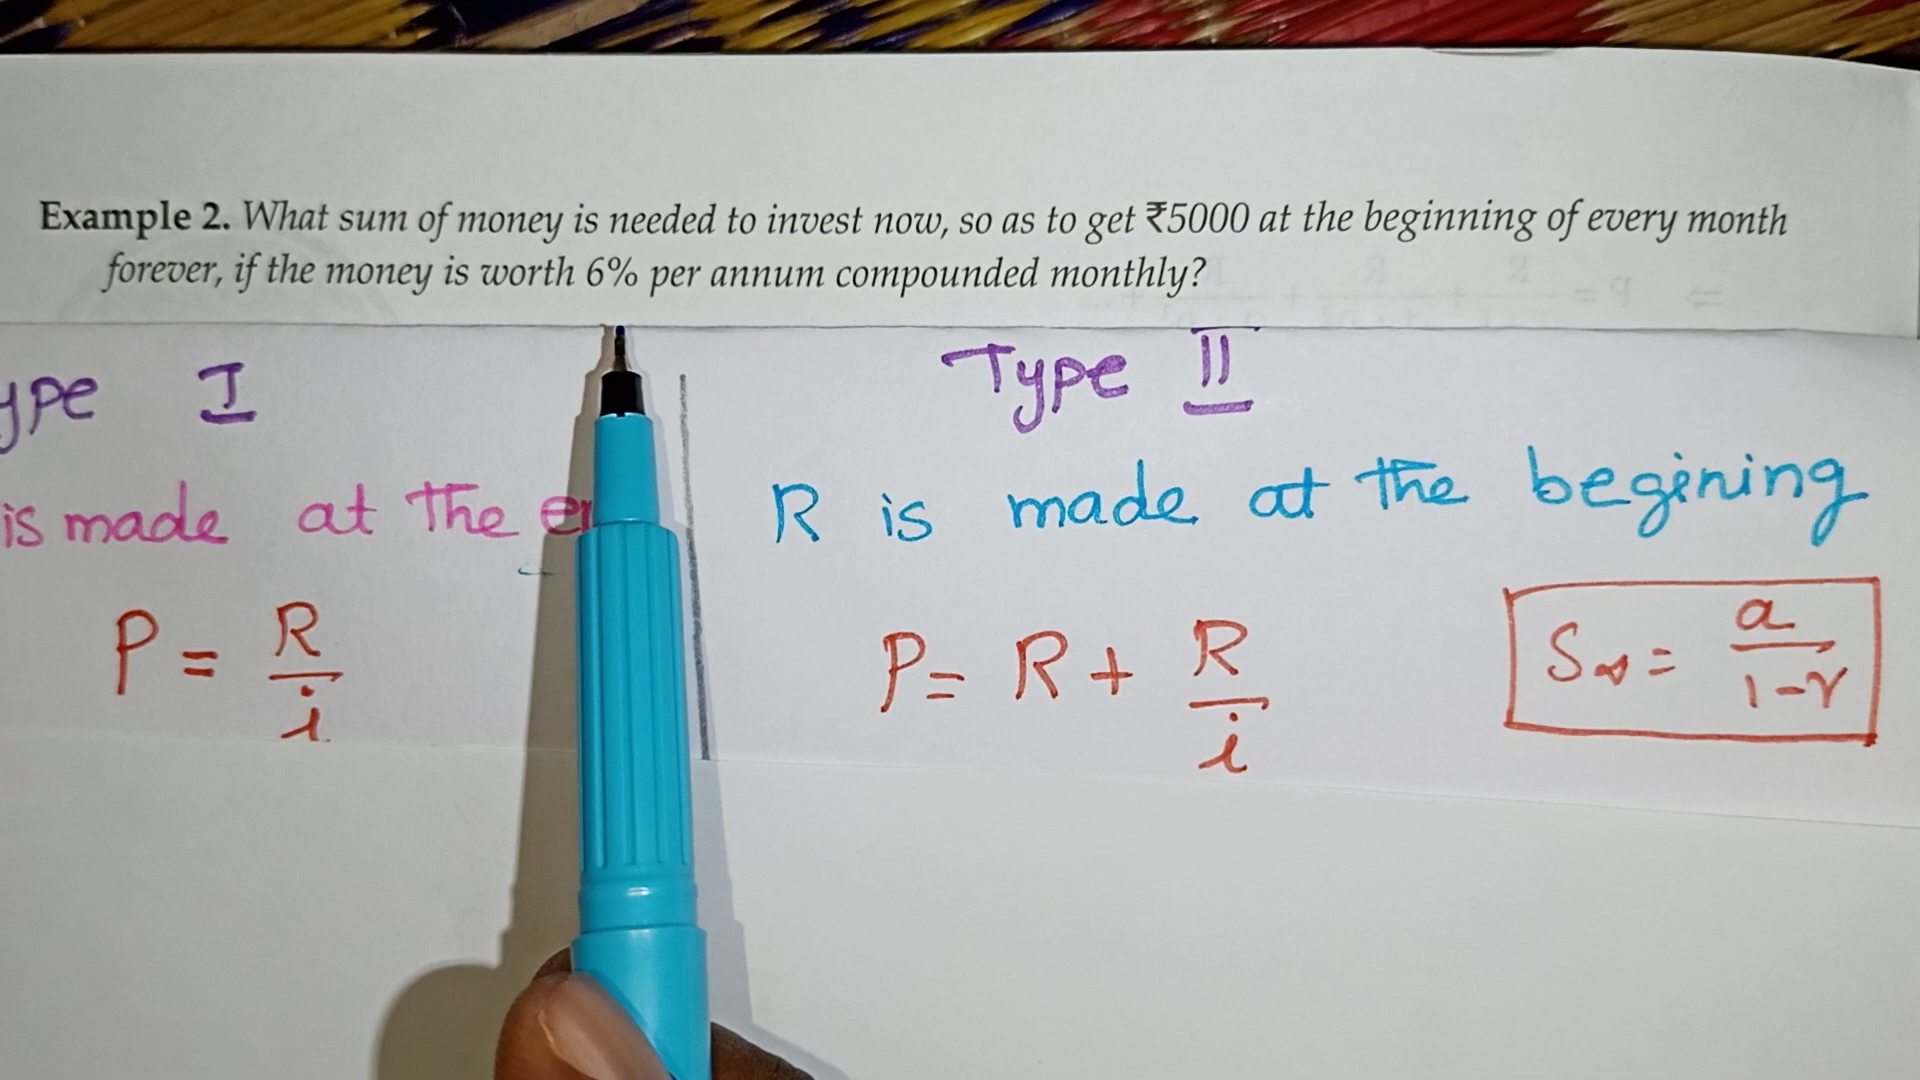 Example 2. What sum of money is needed to invest now, so as to get ₹5000 at the beginning of every month
forever, if the money is worth 6% per annum compounded monthly?
ype I
is made at the
P = R/i
Type II
R is made at the begining
P = R + R/i
S∞ = a/1-r